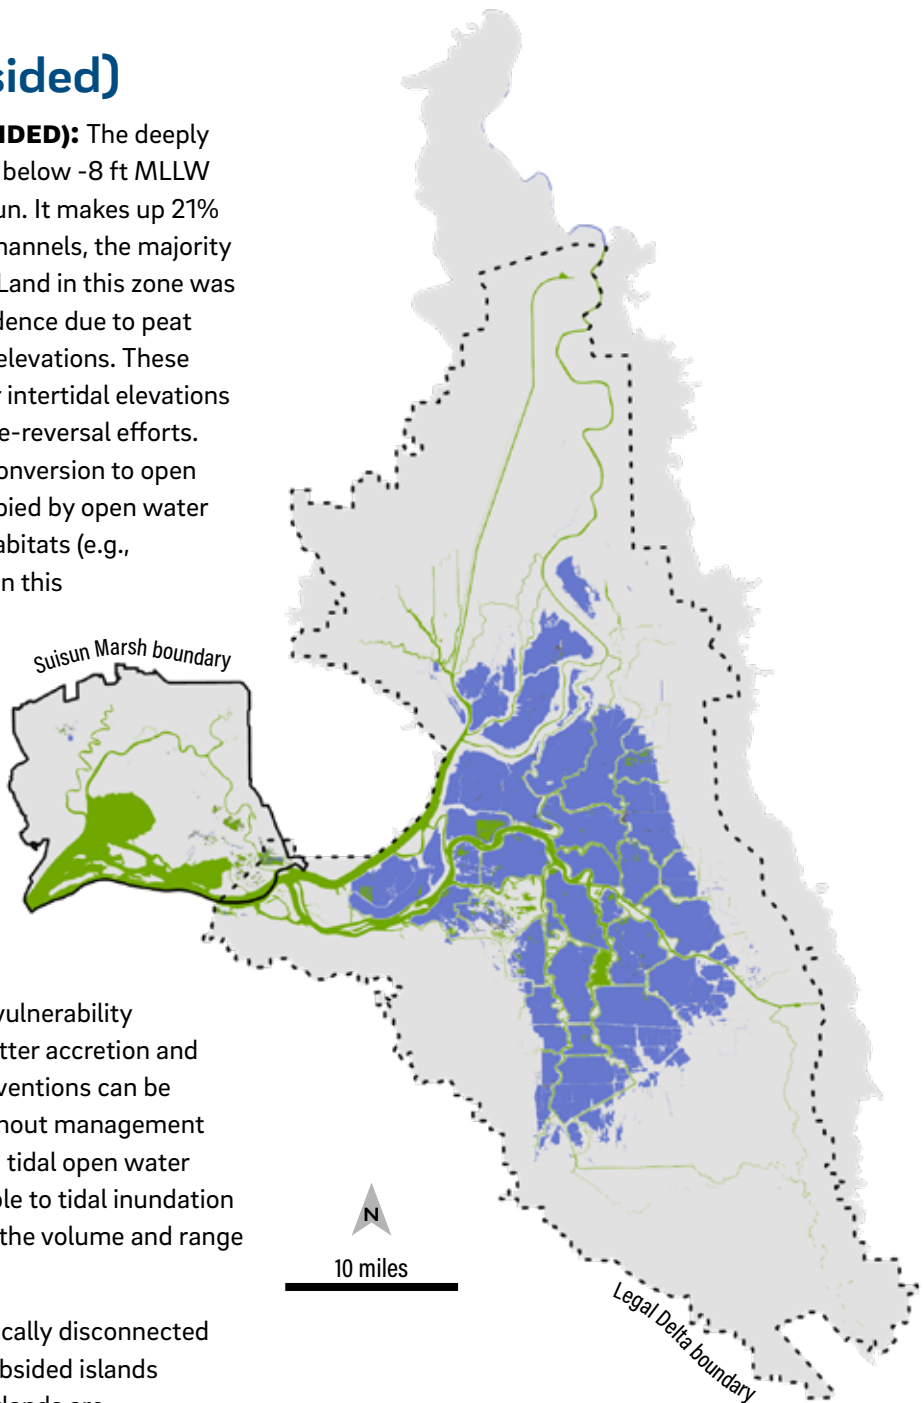 sided)
IDED): The deeply
below -8 ft MLLW
un. It makes up 21%
hannels, the majority
Land in this zone was
dence due to peat
elevations. These
r intertidal elevations
e-reversal efforts.
onversion to open
pied by open water
abitats (e.g.,
n this
Suisun Marsh boundary
vulnerability
tter accretion and
ventions can be
hout management
tidal open water
ble to tidal inundation
the volume and range
N
10 miles
cally disconnected
bsided islands
Legal Delta boundary